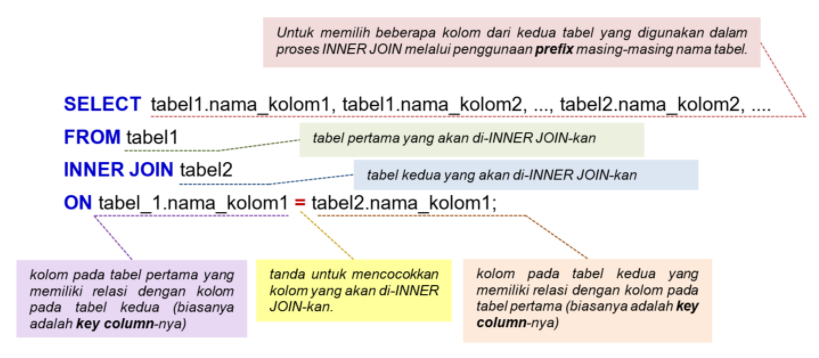 Untuk memilih beberapa kolom dari kedua tabel yang digunakan dalam
proses INNER JOIN melalui penggunaan prefix masing-masing nama tabel.
SELECT tabel1.nama_kolom1, tabel1.nama_kolom2, ..., tabel2.nama_kolom2, ....
FROM tabel1
tabel pertama yang akan di-INNER JOIN-kan
INNER JOIN tabel2
tabel kedua yang akan di-INNER JOIN-kan
ON tabel_1.nama_kolom1 = tabel2.nama_kolom1;
kolom pada tabel pertama yang
memiliki relasi dengan kolom
pada tabel kedua (biasanya
adalah key column-nya)
tanda untuk mencocokkan
kolom yang akan di-INNER
JOIN-kan.
kolom pada tabel kedua yang
memiliki relasi dengan kolom pada
tabel pertama (biasanya adalah key
column-nya)